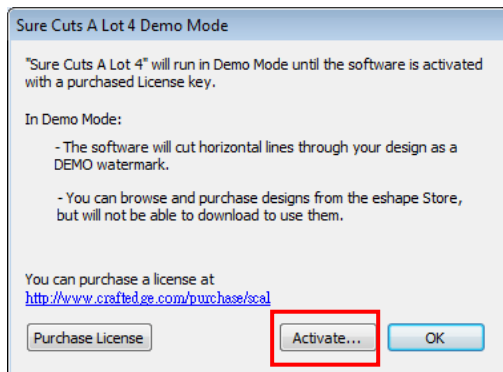 Sure Cuts A Lot 4 Demo Mode
"Sure Cuts A Lot 4" will run in Demo Mode until the software is activated
with a purchased License key.
In Demo Mode:
- The software will cut horizontal lines through your design as a
DEMO watermark.
- You can browse and purchase designs from the eshape Store,
but will not be able to download to use them.
You can purchase a license at
http://www.craftedge.com/purchase/scal
Purchase License
Activate...
OK